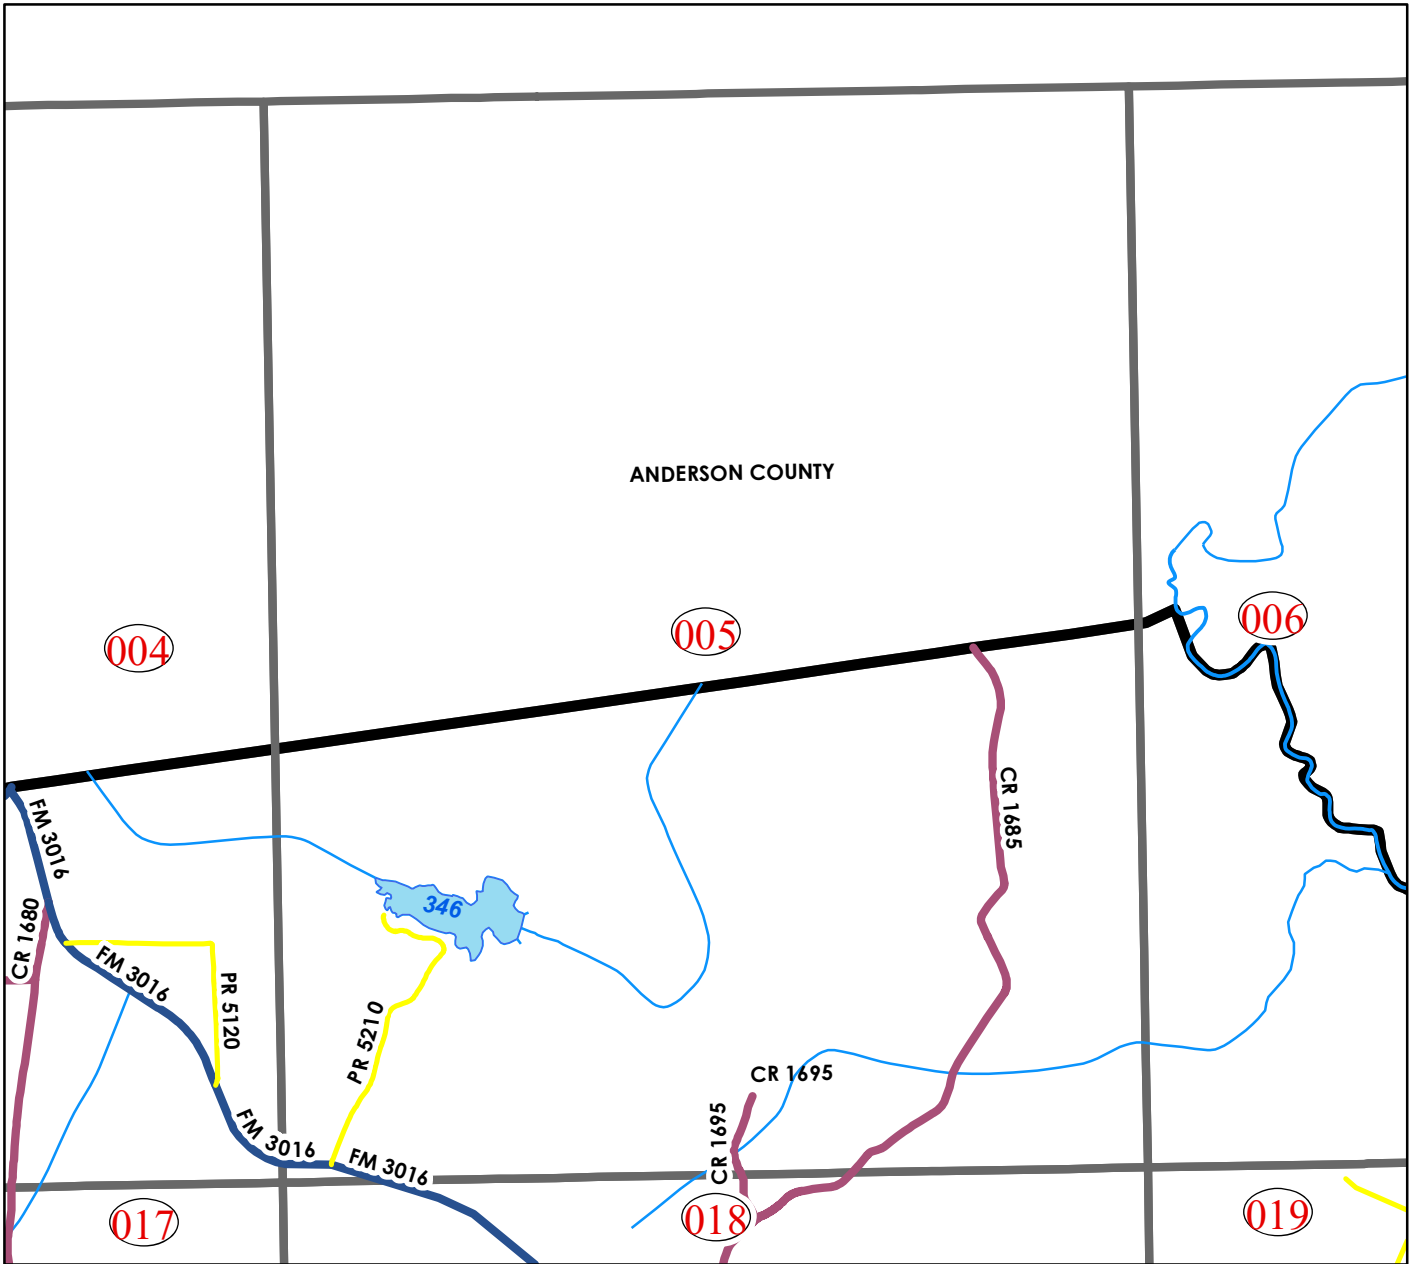 ANDERSON COUNTY
004
005
006
FM 3016
CR 1685
CR 1680
346
FM 3016
PR 5120
PR 5210
CR 1695
CR 1695
FM 3016
FM 3016
017
018
019